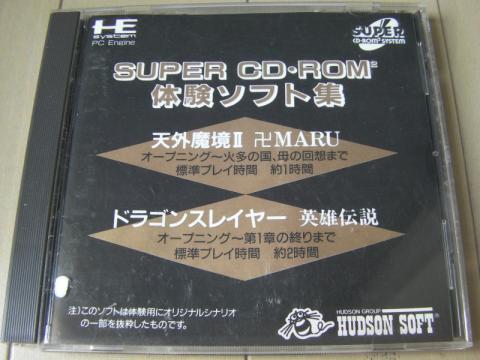 HE
SYSTEM
PC Engine
SUPER
CD-ROM² SYSTEM
SUPER CD・ROM²
体験ソフト集
天外魔境II 卍MARU
オープニング〜火多の国、母の回想まで
標準プレイ時間 約1時間
ドラゴンスレイヤー 英雄伝説
オープニング〜第1章の終りまで
標準プレイ時間 約2時間
注)このソフトは体験用にオリジナルシナリオ
の一部を抜粋したものです。
HUDSON GROUP
HUDSON SOFT